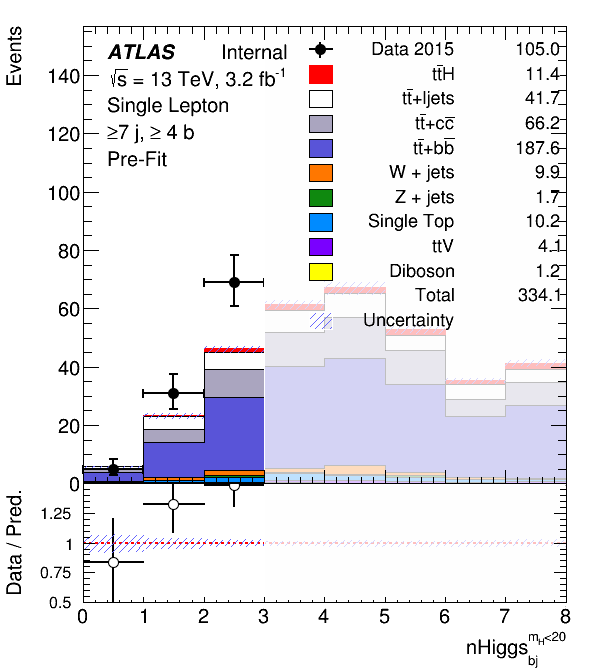 Events
ATLAS Internal
√s = 13 TeV, 3.2 fb⁻¹
Single Lepton
≥7 j, ≥ 4 b
Pre-Fit
Data 2015 105.0
tt̄H 11.4
tt̄+ljets 41.7
tt̄+cc̄ 66.2
tt̄+bb̄ 187.6
W + jets 9.9
Z + jets 1.7
Single Top 10.2
ttV 4.1
Diboson 1.2
Total 334.1
Uncertainty
140
120
100
80
60
40
20
0
Data / Pred.
1.25
1
0.75
0.5
0 1 2 3 4 5 6 7 8
nHiggs_bj^{m_H<20}